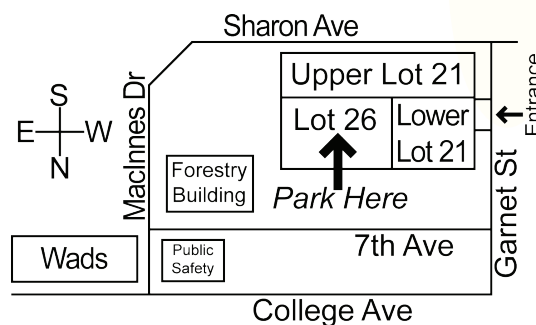 Sharon Ave
Upper Lot 21
Lot 26
Lower
Lot 21
Entrance
S
E W
N
MacInnes Dr
Forestry
Building
Park Here
Garnet St
7th Ave
Wads
Public
Safety
College Ave